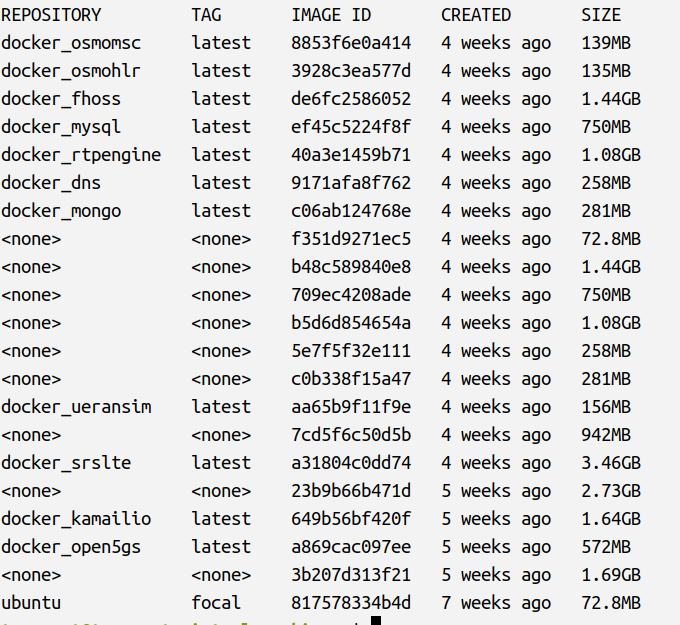 REPOSITORY TAG IMAGE ID CREATED SIZE
docker_osmomsc latest 8853f6e0a414 4 weeks ago 139MB
docker_osmohlr latest 3928c3ea577d 4 weeks ago 135MB
docker_fhoss latest de6fc2586052 4 weeks ago 1.44GB
docker_mysql latest ef45c5224f8f 4 weeks ago 750MB
docker_rtpengine latest 40a3e1459b71 4 weeks ago 1.08GB
docker_dns latest 9171afa8f762 4 weeks ago 258MB
docker_mongo latest c06ab124768e 4 weeks ago 281MB
<none> <none> f351d9271ec5 4 weeks ago 72.8MB
<none> <none> b48c589840e8 4 weeks ago 1.44GB
<none> <none> 709ec4208ade 4 weeks ago 750MB
<none> <none> b5d6d854654a 4 weeks ago 1.08GB
<none> <none> 5e7f5f32e111 4 weeks ago 258MB
<none> <none> c0b338f15a47 4 weeks ago 281MB
docker_ueransim latest aa65b9f11f9e 4 weeks ago 156MB
<none> <none> 7cd5f6c50d5b 4 weeks ago 942MB
docker_srslte latest a31804c0dd74 4 weeks ago 3.46GB
<none> <none> 23b9b66b471d 5 weeks ago 2.73GB
docker_kamailio latest 649b56bf420f 5 weeks ago 1.64GB
docker_open5gs latest a869cac097ee 5 weeks ago 572MB
<none> <none> 3b207d313f21 5 weeks ago 1.69GB
ubuntu focal 817578334b4d 7 weeks ago 72.8MB